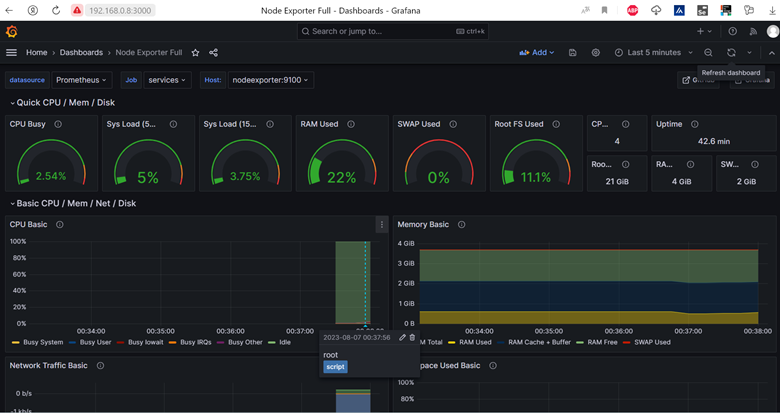 192.168.0.8:3000
Node Exporter Full - Dashboards - Grafana
ABP
Search or jump to...
ctrl+k
Home
Dashboards
Node Exporter Full
Add
Last 5 minutes
Refresh dashboard
datasource
Prometheus
Job
services
Host:
nodeexporter:9100
Quick CPU / Mem / Disk
CPU Busy
Sys Load (5...
Sys Load (15...
RAM Used
SWAP Used
Root FS Used
CP...
Uptime
2.54%
5%
3.75%
22%
0%
11.1%
4
42.6 min
Roo...
RA...
SW...
21 GiB
4 GiB
2 GiB
Basic CPU / Mem / Net / Disk
CPU Basic
100%
80%
60%
40%
20%
0%
00:34:00
00:35:00
00:36:00
00:37:00
Busy System
Busy User
Busy Iowait
Busy IRQs
Busy Other
Idle
Memory Basic
4 GiB
3 GiB
2 GiB
1 GiB
0 B
00:34:00
00:35:00
00:36:00
00:37:00
00:38:00
M Total
RAM Used
RAM Cache + Buffer
RAM Free
SWAP Used
2023-08-07 00:37:56
root
script
Network Traffic Basic
0 b/s
-1 kb/s
pace Used Basic
100%
80%